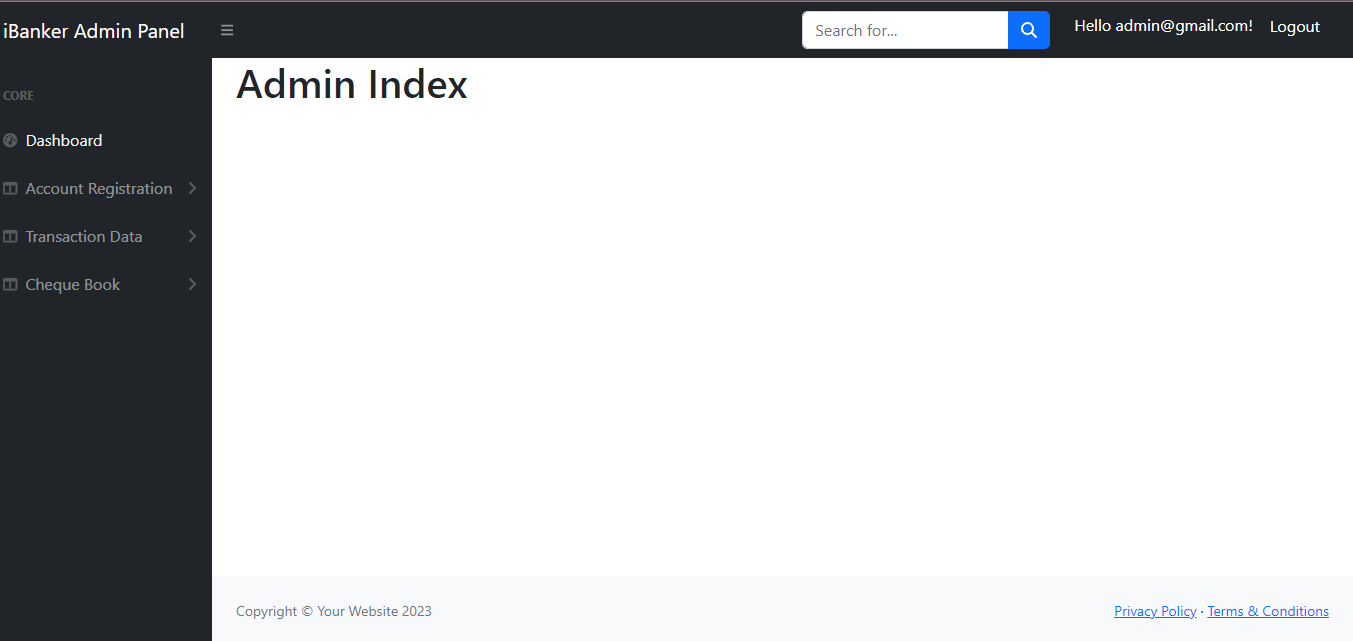 iBanker Admin Panel
Search for...
Hello admin@gmail.com!
Logout
CORE
Dashboard
Account Registration
Transaction Data
Cheque Book
Admin Index
Copyright © Your Website 2023
Privacy Policy · Terms & Conditions